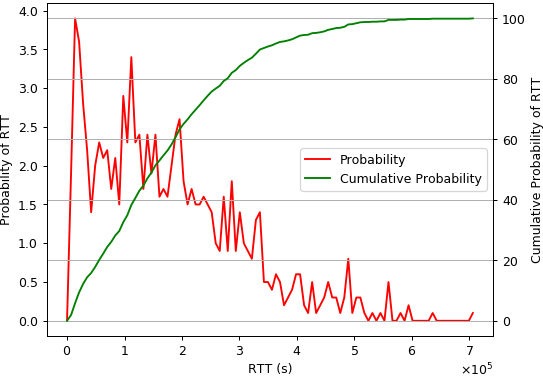 4.0
3.5
3.0
2.5
2.0
1.5
1.0
0.5
0.0
Probability of RTT
100
80
60
40
20
0
Cumulative Probability of RTT
Probability
Cumulative Probability
0 1 2 3 4 5 6 7
RTT (s)
×10⁵